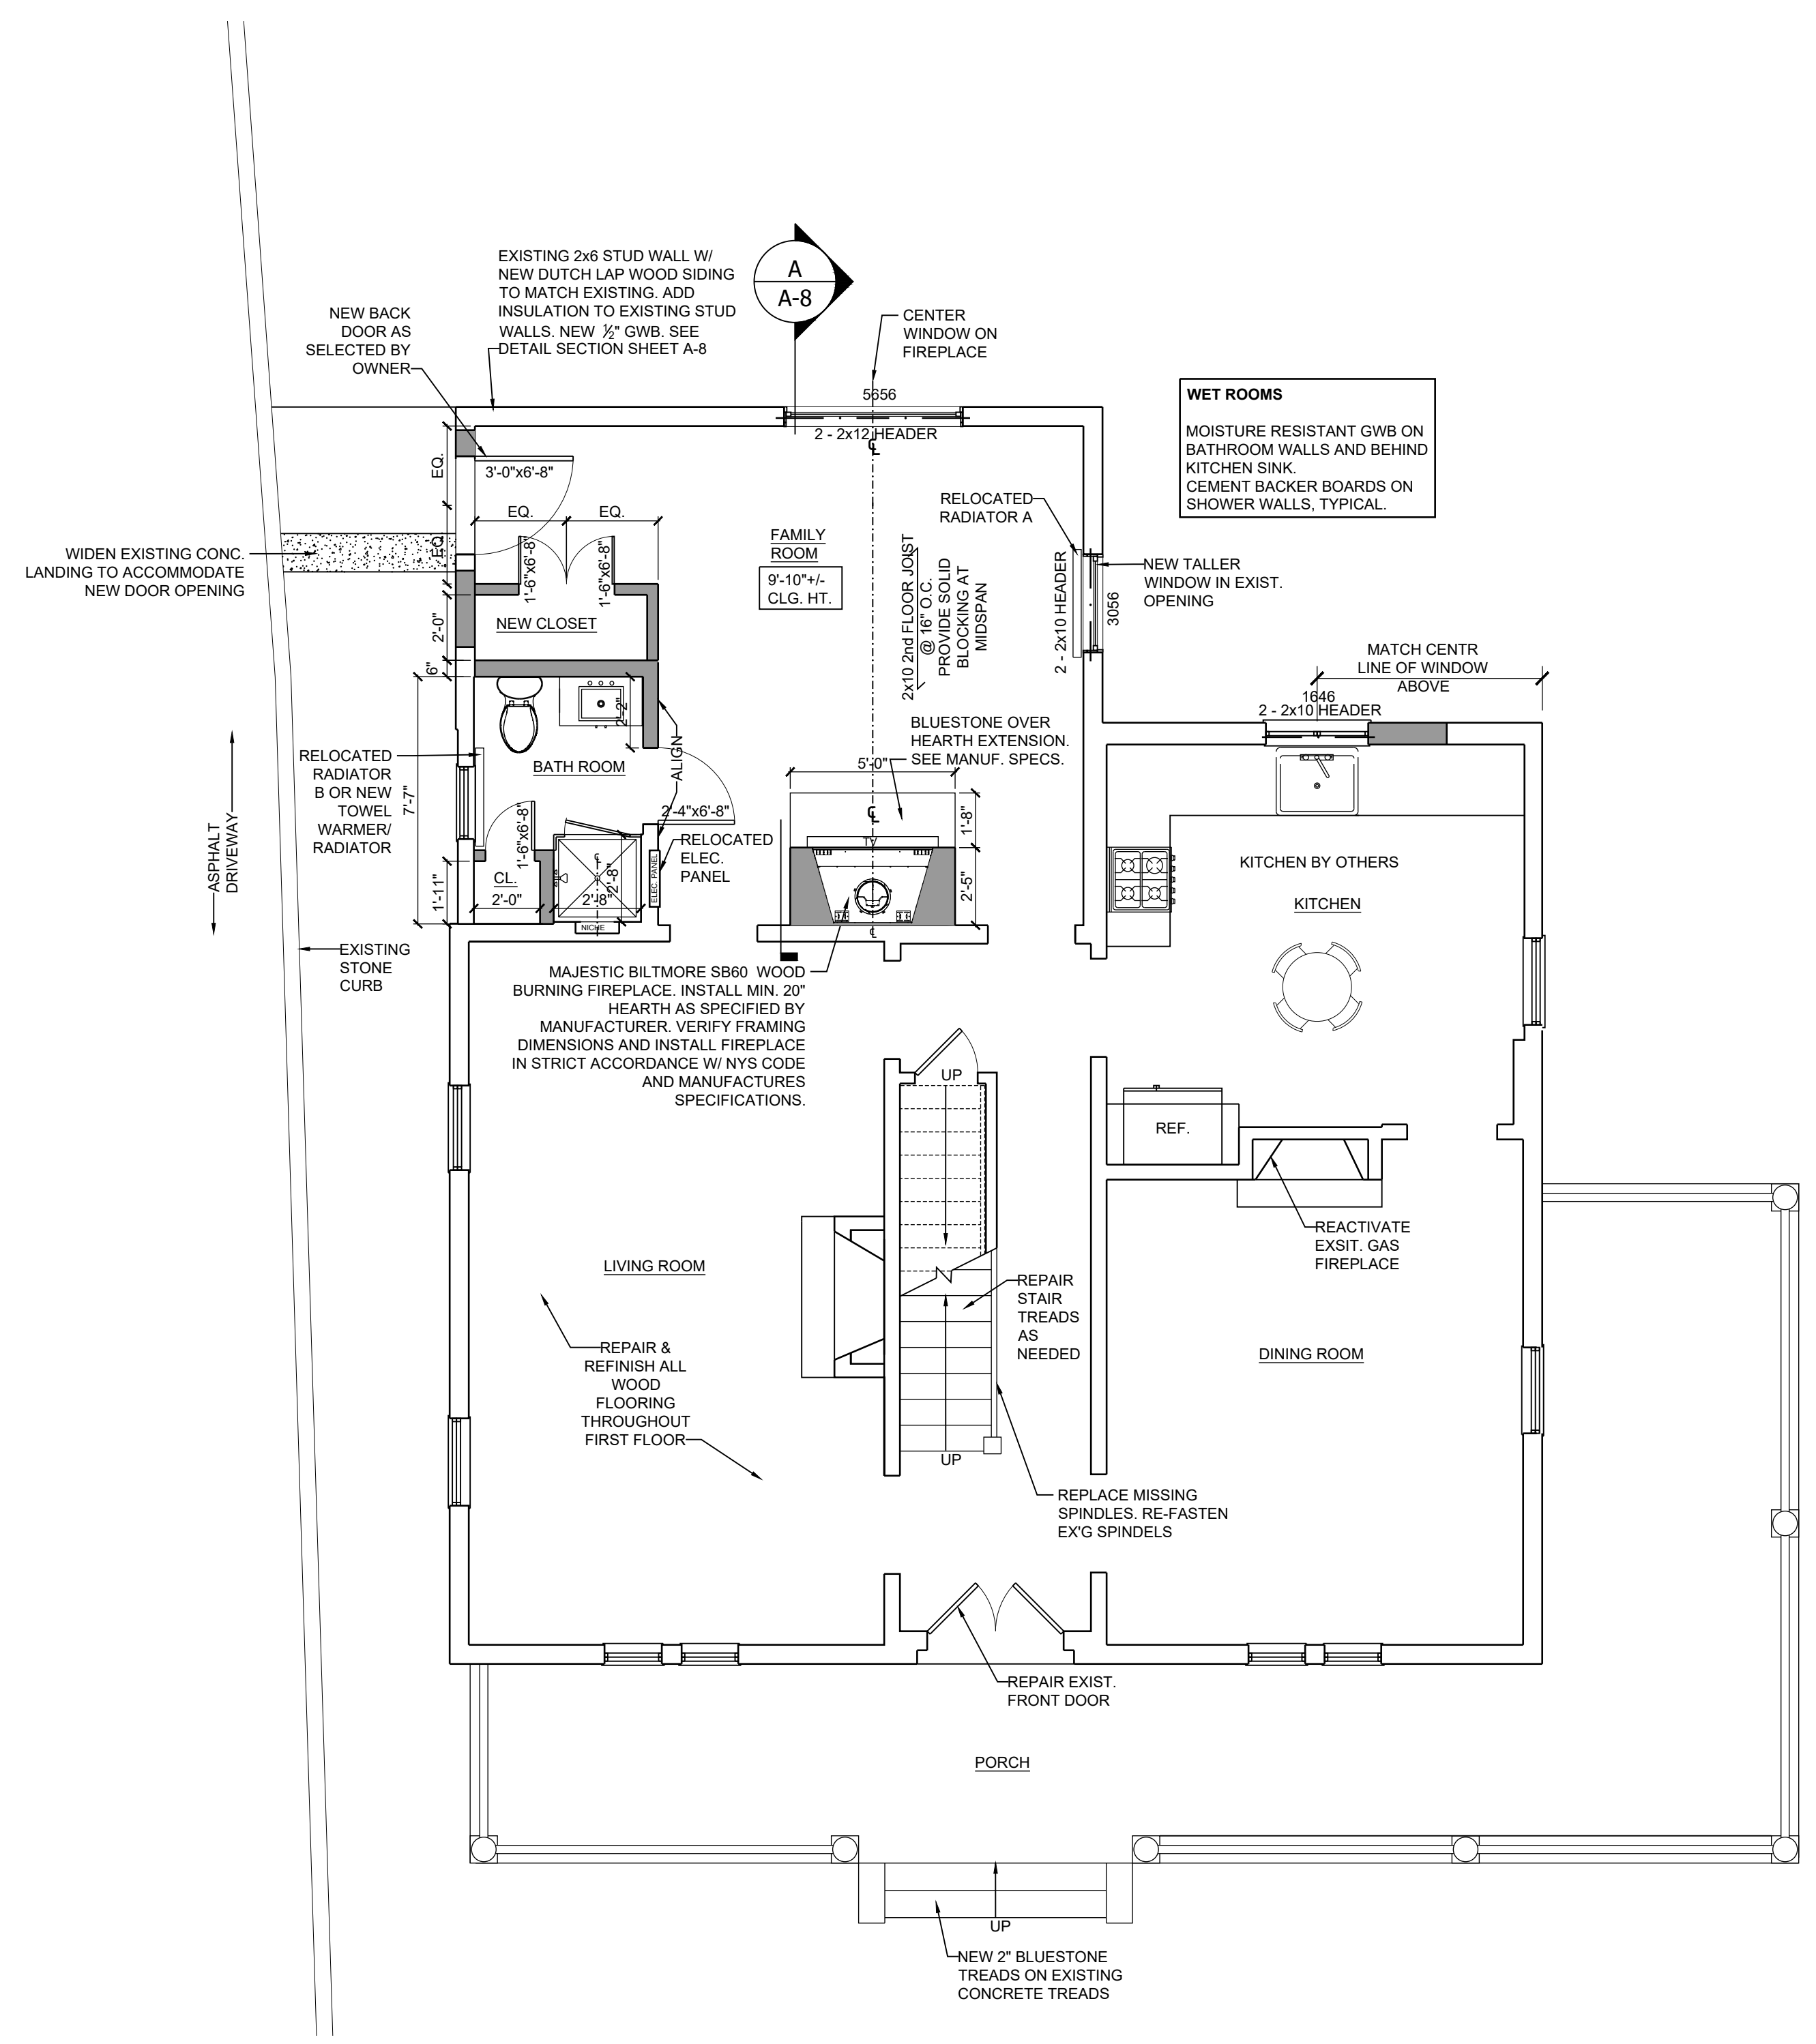 EXISTING 2x6 STUD WALL W/
NEW DUTCH LAP WOOD SIDING
TO MATCH EXISTING. ADD
INSULATION TO EXISTING STUD
WALLS. NEW ½" GWB. SEE
DETAIL SECTION SHEET A-8
A
A-8
CENTER
WINDOW ON
FIREPLACE
NEW BACK
DOOR AS
SELECTED BY
OWNER
5656
2 - 2x12 HEADER
℄
WET ROOMS
MOISTURE RESISTANT GWB ON
BATHROOM WALLS AND BEHIND
KITCHEN SINK.
CEMENT BACKER BOARDS ON
SHOWER WALLS, TYPICAL.
EQ.
3'-0"x6'-8"
EQ.
EQ.
EQ.
RELOCATED
RADIATOR A
FAMILY
ROOM
9'-10"+/-
CLG. HT.
2x10 2nd FLOOR JOIST
@ 16" O.C.
PROVIDE SOLID
BLOCKING AT
MIDSPAN
2 - 2x10 HEADER
3056
NEW TALLER
WINDOW IN EXIST.
OPENING
WIDEN EXISTING CONC.
LANDING TO ACCOMMODATE
NEW DOOR OPENING
1'-6"x6'-8"
1'-6"x6'-8"
2'-0"
NEW CLOSET
6"
MATCH CENTR
LINE OF WINDOW
ABOVE
1646
2 - 2x10 HEADER
2'-2"
ALIGN
BLUESTONE OVER
HEARTH EXTENSION.
SEE MANUF. SPECS.
5'-0"
RELOCATED
RADIATOR
B OR NEW
TOWEL
WARMER/
RADIATOR
BATH ROOM
7'-7"
1'-6"x6'-8"
2'-4"x6'-8"
℄
1'-8"
TV
2'-5"
℄
RELOCATED
ELEC.
PANEL
ELEC. PANEL
ASPHALT
DRIVEWAY
1'-11"
CL.
2'-0"
℄
2'-8"
2'-8"
NICHE
KITCHEN BY OTHERS
KITCHEN
EXISTING
STONE
CURB
MAJESTIC BILTMORE SB60 WOOD
BURNING FIREPLACE. INSTALL MIN. 20"
HEARTH AS SPECIFIED BY
MANUFACTURER. VERIFY FRAMING
DIMENSIONS AND INSTALL FIREPLACE
IN STRICT ACCORDANCE W/ NYS CODE
AND MANUFACTURES
SPECIFICATIONS.
UP
REF.
REACTIVATE
EXSIT. GAS
FIREPLACE
LIVING ROOM
REPAIR
STAIR
TREADS
AS
NEEDED
DINING ROOM
REPAIR &
REFINISH ALL
WOOD
FLOORING
THROUGHOUT
FIRST FLOOR
UP
REPLACE MISSING
SPINDLES. RE-FASTEN
EX'G SPINDELS
REPAIR EXIST.
FRONT DOOR
PORCH
UP
NEW 2" BLUESTONE
TREADS ON EXISTING
CONCRETE TREADS